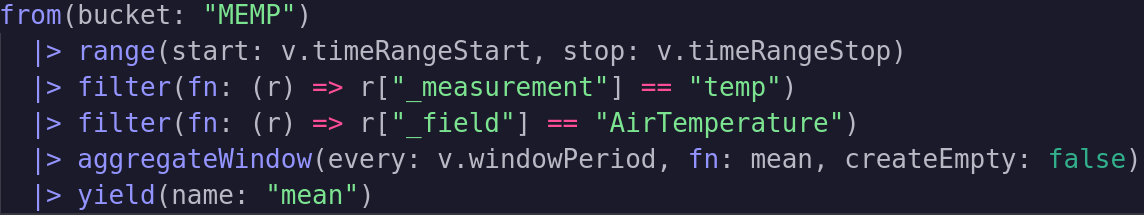 from(bucket: "MEMP")
  |> range(start: v.timeRangeStart, stop: v.timeRangeStop)
  |> filter(fn: (r) => r["_measurement"] == "temp")
  |> filter(fn: (r) => r["_field"] == "AirTemperature")
  |> aggregateWindow(every: v.windowPeriod, fn: mean, createEmpty: false)
  |> yield(name: "mean")